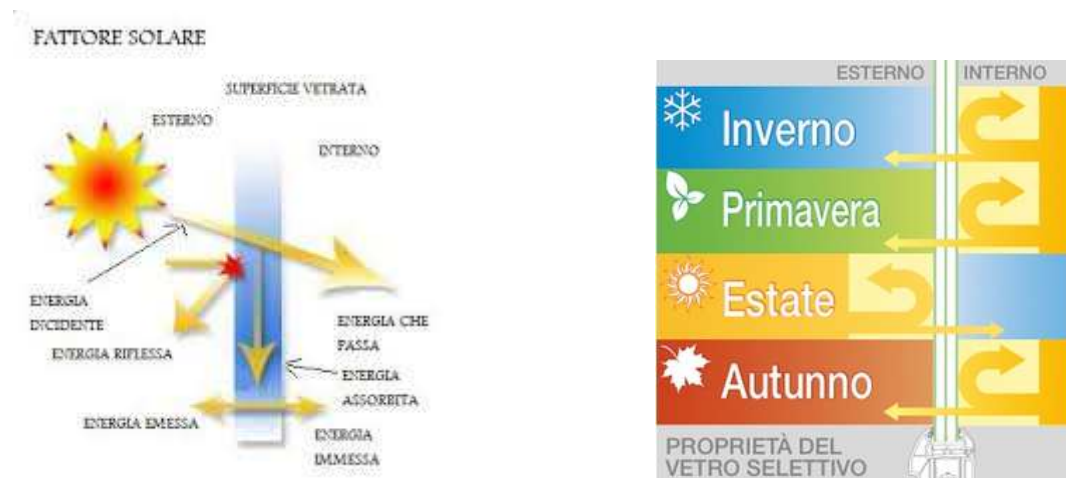 FATTORE SOLARE
SUPERFICIE VETRATA
ESTERNO
INTERNO
ENERGIA
INCIDENTE
ENERGIA RIFLESSA
ENERGIA CHE
PASSA
ENERGIA
ASSORBITA
ENERGIA EMESSA
ENERGIA
IMMESSA
ESTERNO
INTERNO
Inverno
Primavera
Estate
Autunno
PROPRIETÀ DEL
VETRO SELETTIVO